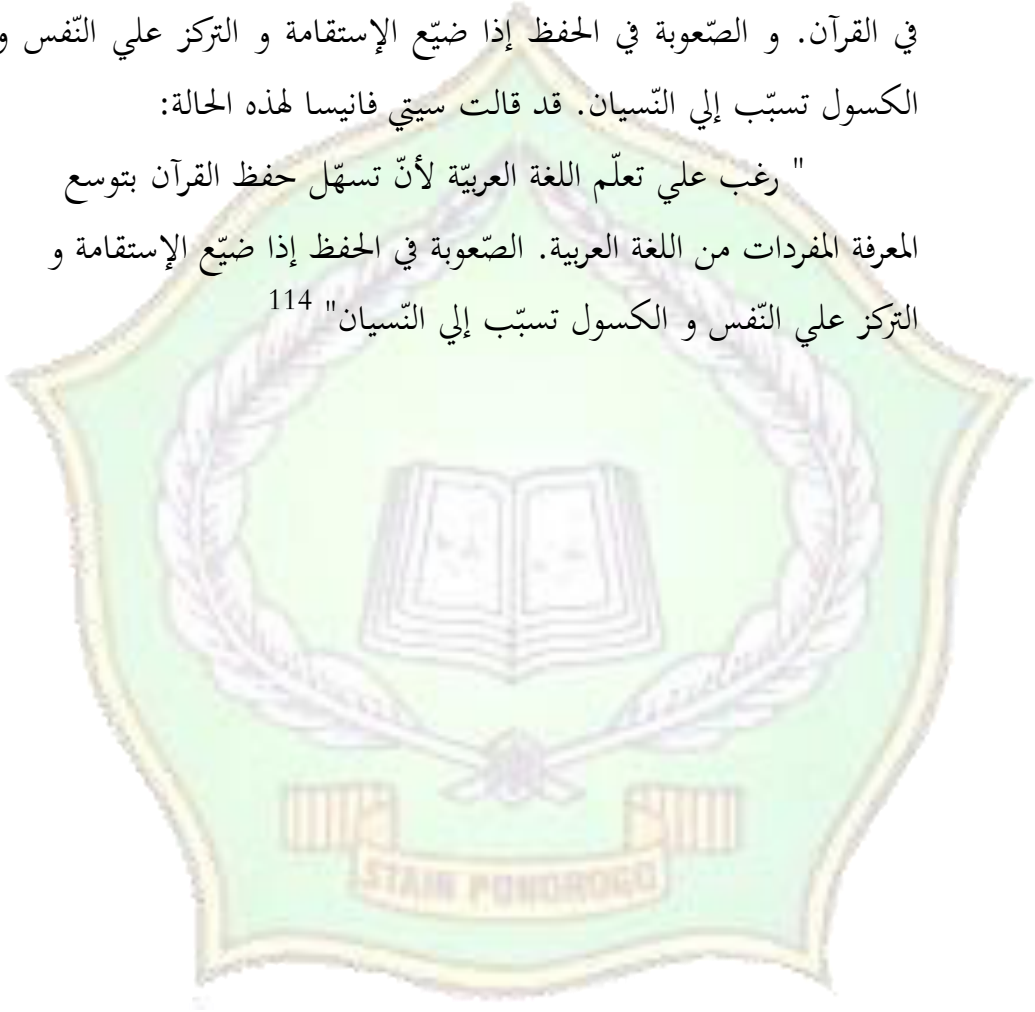 في القرآن. و الصّعوبة في الحفظ إذا ضيّع الإستقامة و التركز علي النّفس و
الكسول تسبّب إلي النّسيان. قد قالت سيتي فانيسا لهذه الحالة:
" رغب علي تعلّم اللغة العربيّة لأنّ تسهّل حفظ القرآن بتوسع
المعرفة المفردات من اللغة العربية. الصّعوبة في الحفظ إذا ضيّع الإستقامة و
التركز علي النّفس و الكسول تسبّب إلي النّسيان" 114
STAIN PONOROGO